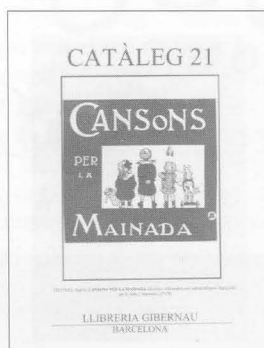 CATÀLEG 21
CANSONS
PER
LA
MAINADA
LLIBRERIA GIBERNAU
BARCELONA